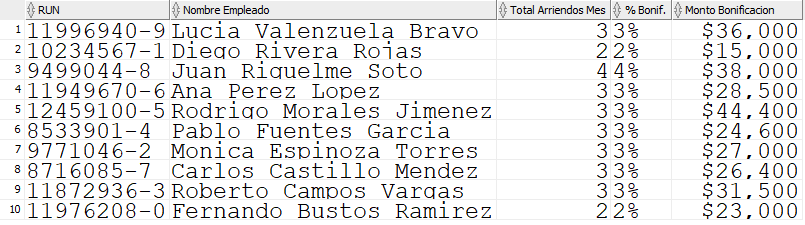 RUN Nombre Empleado Total Arriendos Mes % Bonif. Monto Bonificacion
1 11996940-9 Lucia Valenzuela Bravo 3 3% $36,000
2 10234567-1 Diego Rivera Rojas 2 2% $15,000
3 9499044-8 Juan Riquelme Soto 4 4% $38,000
4 11949670-6 Ana Perez Lopez 3 3% $28,500
5 12459100-5 Rodrigo Morales Jimenez 3 3% $44,400
6 8533901-4 Pablo Fuentes Garcia 3 3% $24,600
7 9771046-2 Monica Espinoza Torres 3 3% $27,000
8 8716085-7 Carlos Castillo Mendez 3 3% $26,400
9 11872936-3 Roberto Campos Vargas 3 3% $31,500
10 11976208-0 Fernando Bustos Ramirez 2 2% $23,000